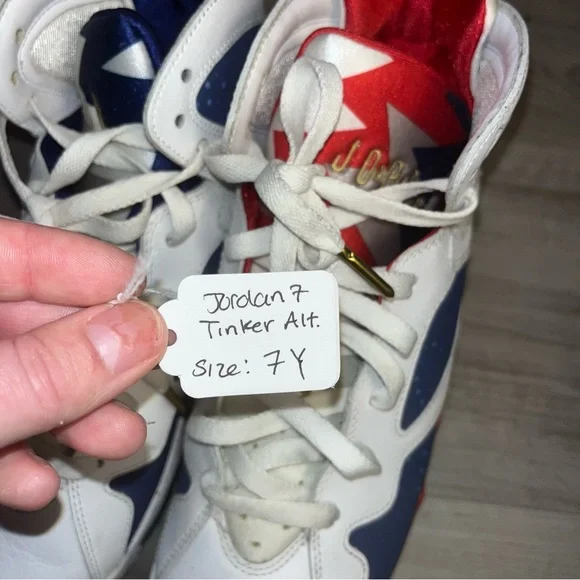 Jordan 7
Tinker Alt.
Size: 7Y